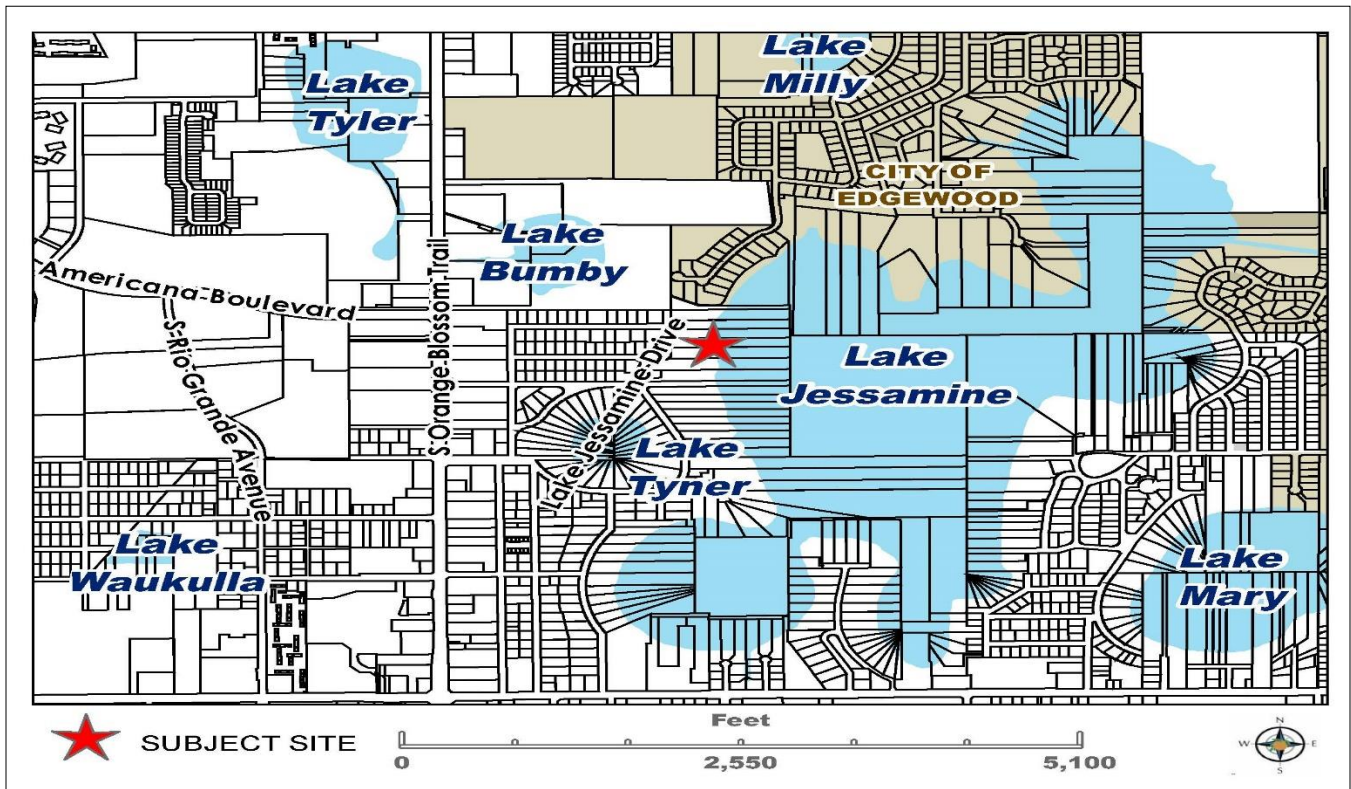 Lake
Milly
Lake
Tyler
CITY OF
EDGEWOOD
Lake
Bumby
Americana Boulevard
S Orange Blossom Trail
S Rio Grande Avenue
Lake Jessamine Drive
Lake
Jessamine
Lake
Tyner
Lake
Waukulla
Lake
Mary
SUBJECT SITE
Feet
0
2,550
5,100
N
W
E
S